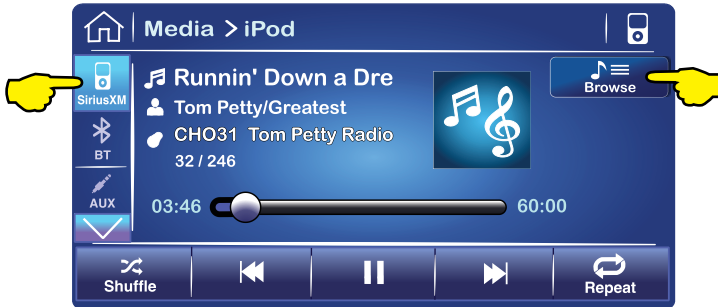 Media > iPod
SiriusXM
BT
AUX
Runnin' Down a Dre
Tom Petty/Greatest
CHO31 Tom Petty Radio
32 / 246
Browse
03:46
60:00
Shuffle
Repeat